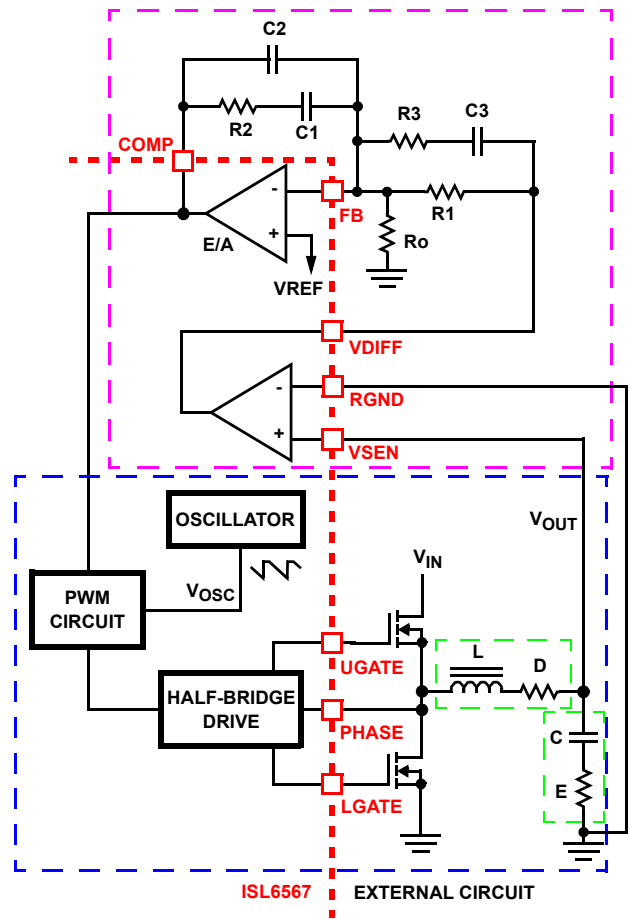 C2
R2
C1
R3
C3
COMP
-
+
E/A
FB
R1
Ro
VREF
VDIFF
-
+
RGND
VSEN
OSCILLATOR
VOUT
VIN
PWM
CIRCUIT
VOSC
UGATE
L
D
HALF-BRIDGE
DRIVE
PHASE
C
E
LGATE
ISL6567
EXTERNAL CIRCUIT